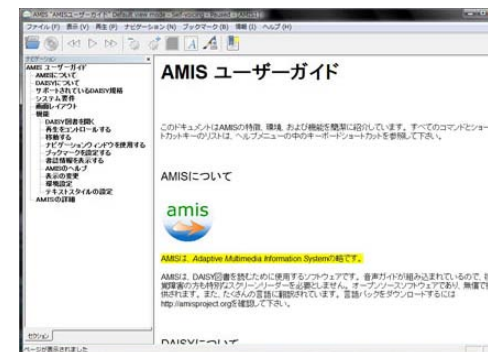 AMIS "AMISユーザーガイド" Default view mode - Self-voicing - Paused - [AMIS]
ファイル(F) 表示(V) 再生(P) ナビゲーション(N) ブックマーク(B) 情報(I) ヘルプ(H)
ナビゲーション
AMIS ユーザーガイド
AMISについて
DAISYについて
サポートされているDAISY規格
システム要件
画面レイアウト
機能
DAISY図書を開く
再生をコントロールする
移動する
ナビゲーションウィンドウを使用する
ブックマークを設定する
書誌情報を表示する
AMISのヘルプ
表示の変更
環境設定
テキストスタイルの設定
AMISの詳細
セクション
ページが表示されました
AMIS ユーザーガイド
このドキュメントはAMISの特徴, 環境, および機能を簡潔に紹介しています。すべてのコマンドとショー
トカットキーのリストは、ヘルプメニューの中のキーボードショートカットを参照して下さい。
AMISについて
amis
AMISは、Adaptive Multimedia Information Systemの略です。
AMISは、DAISY図書を読むために使用するソフトウェアです。音声ガイドが組み込まれているので、視
覚障害の方も特別なスクリーンリーダーを必要としません。オープンソースソフトウェアであり、無償で提
供されます。また、たくさんの言語に翻訳されています。言語パックをダウンロードするには
http://amisproject.orgを確認して下さい。
DAISYについて